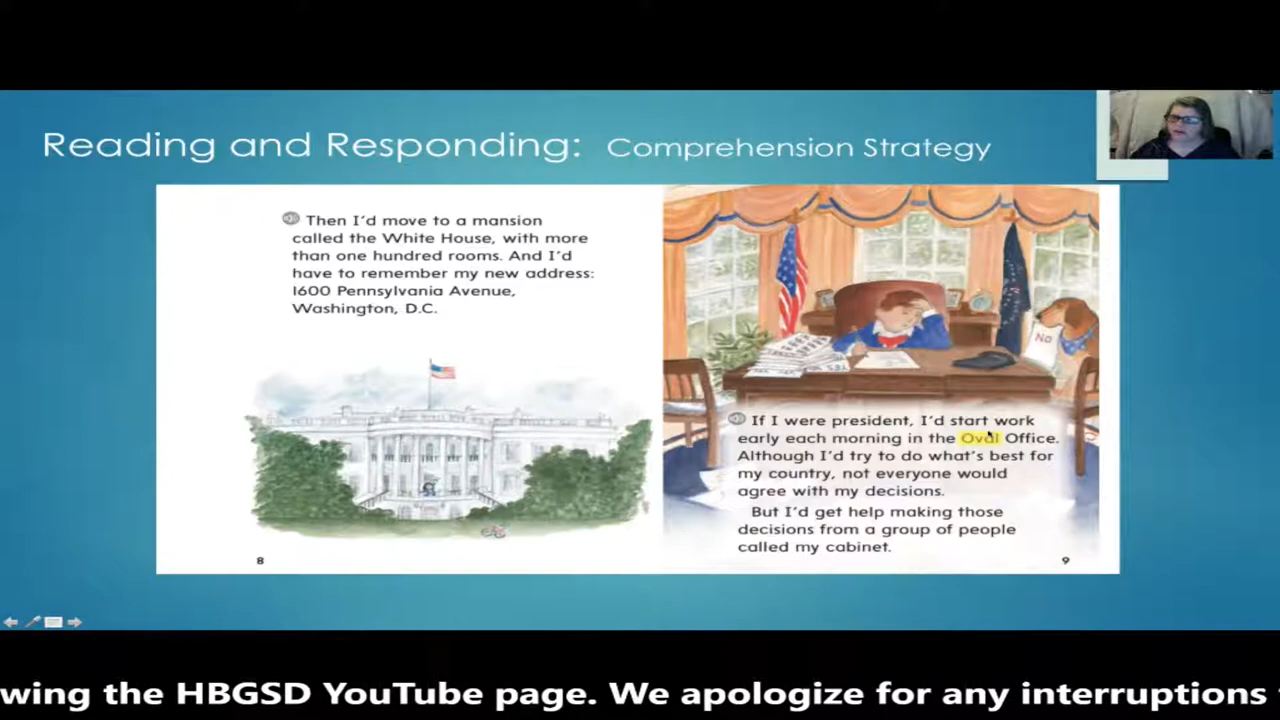 Reading and Responding: Comprehension Strategy
Then I'd move to a mansion
called the White House, with more
than one hundred rooms. And I'd
have to remember my new address:
1600 Pennsylvania Avenue,
Washington, D.C.
8
No
If I were president, I'd start work
early each morning in the Oval Office.
Although I'd try to do what's best for
my country, not everyone would
agree with my decisions.
But I'd get help making those
decisions from a group of people
called my cabinet.
9
wing the HBGSD YouTube page. We apologize for any interruptions